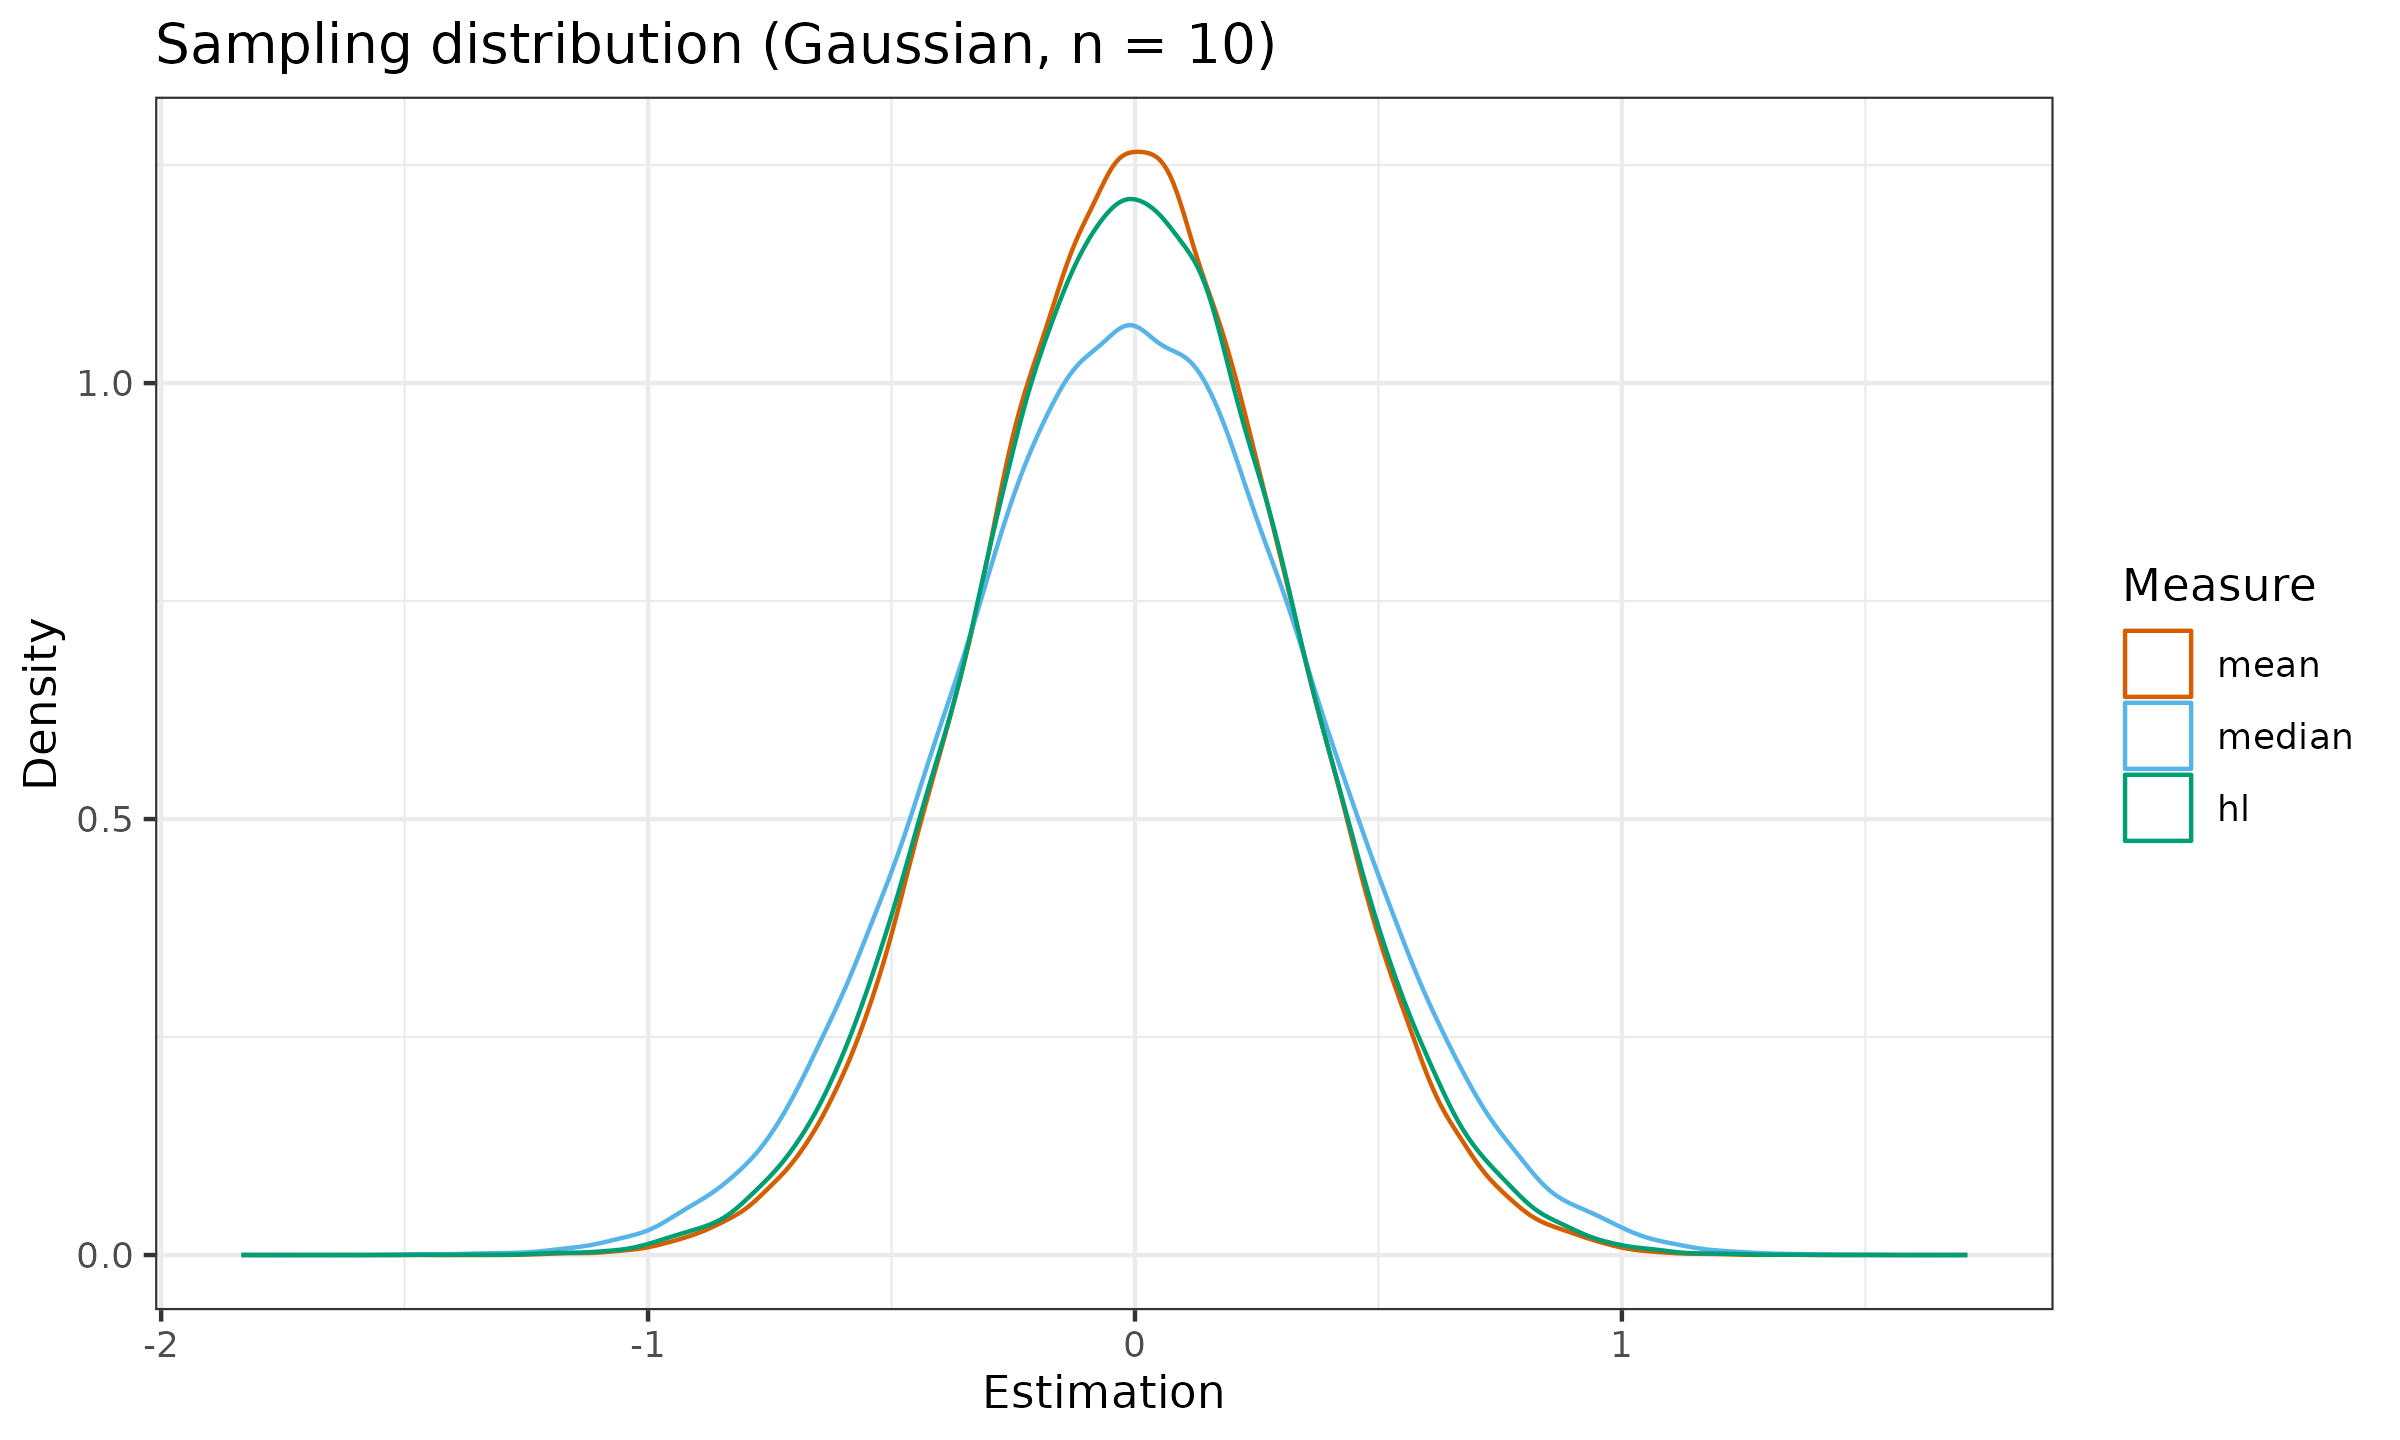 Sampling distribution (Gaussian, n = 10)
Density
1.0
0.5
0.0
-2
-1
0
1
Estimation
Measure
mean
median
hl